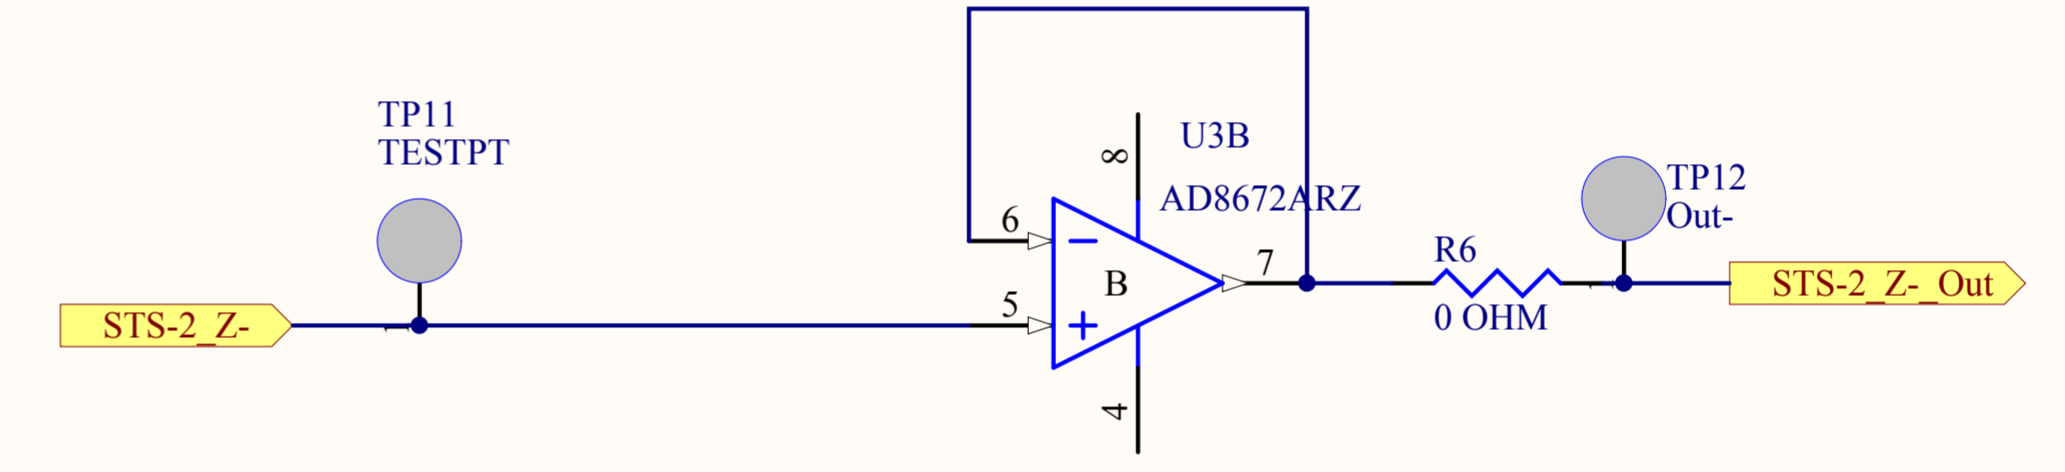 TP11
TESTPT
STS-2_Z-
6
5
8
U3B
AD8672ARZ
B
7
4
R6
0 OHM
TP12
Out-
STS-2_Z-_Out